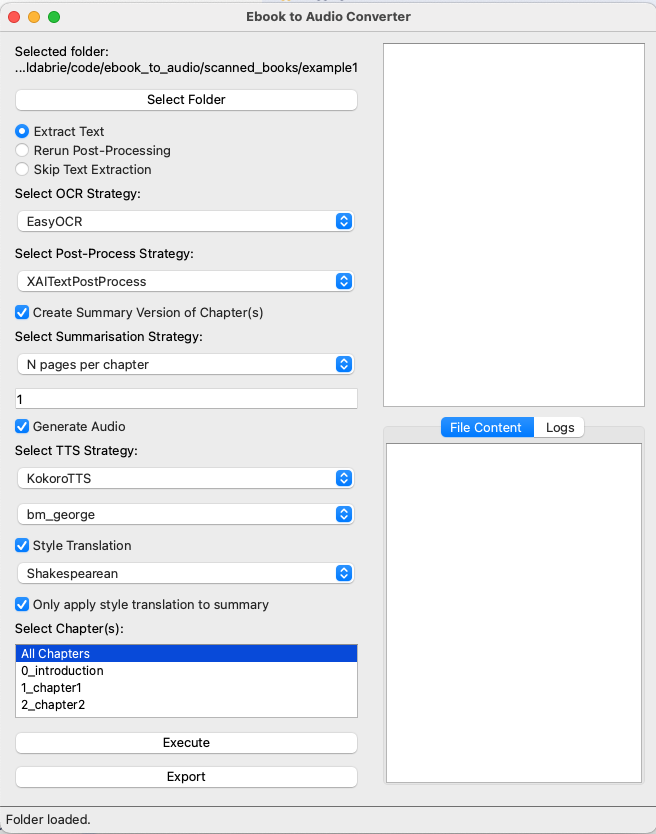 Ebook to Audio Converter
Selected folder:
...ldabrie/code/ebook_to_audio/scanned_books/example1
Select Folder
Extract Text
Rerun Post-Processing
Skip Text Extraction
Select OCR Strategy:
EasyOCR
Select Post-Process Strategy:
XAITextPostProcess
Create Summary Version of Chapter(s)
Select Summarisation Strategy:
N pages per chapter
1
Generate Audio
Select TTS Strategy:
KokoroTTS
bm_george
Style Translation
Shakespearean
Only apply style translation to summary
Select Chapter(s):
All Chapters
0_introduction
1_chapter1
2_chapter2
Execute
Export
File Content Logs
Folder loaded.